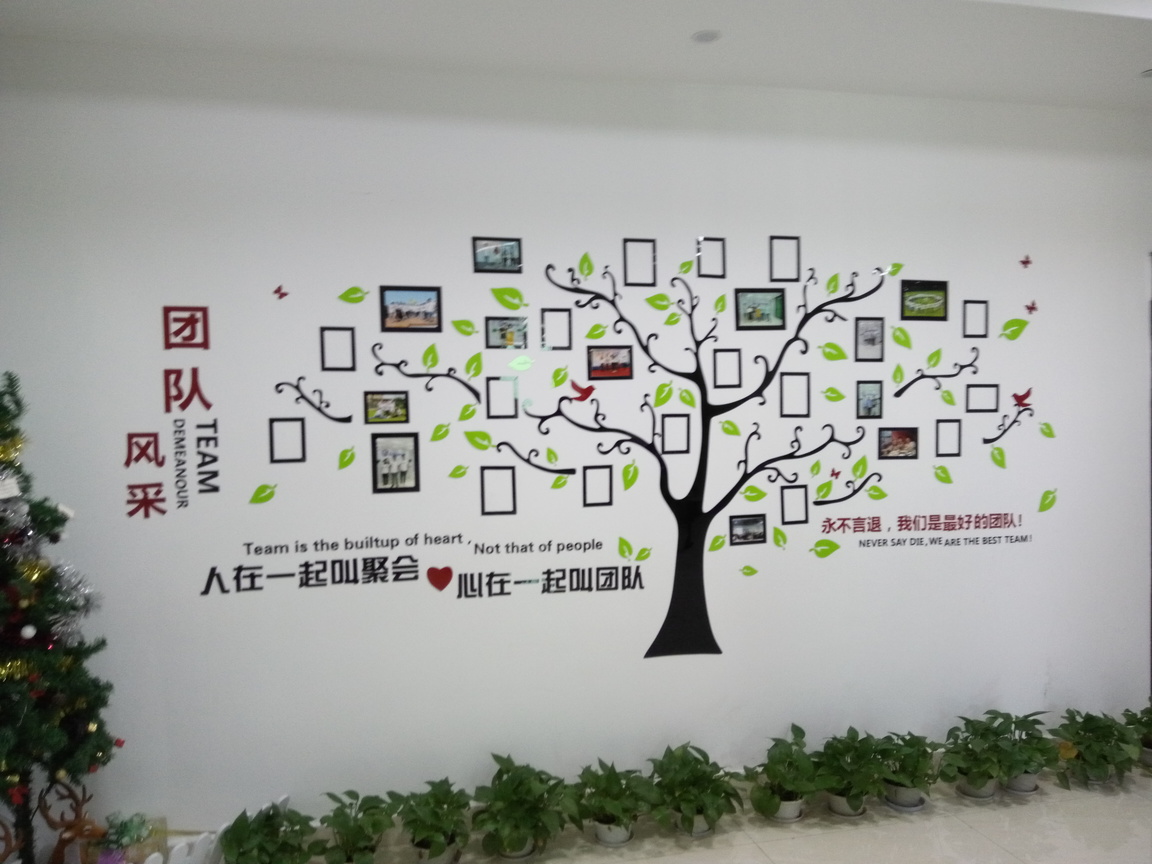 团队
风采
TEAM
DEMEANOUR
Team is the builtup of heart , Not that of people
人在一起叫聚会 心在一起叫团队
永不言退，我们是最好的团队！
NEVER SAY DIE, WE ARE THE BEST TEAM!